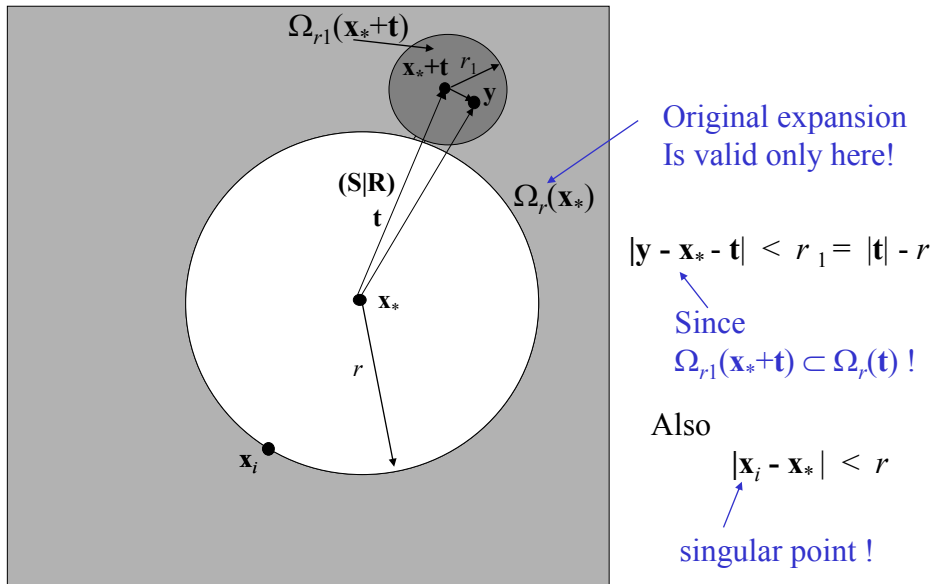 Ω_{r1}(x_*+t)
x_*+t
r_1
y
Original expansion
Is valid only here!
(S|R)
t
Ω_r(x_*)
|y - x_* - t| < r_1 = |t| - r
x_*
Since
Ω_{r1}(x_*+t) ⊂ Ω_r(t) !
r
Also
x_i
|x_i - x_*| < r
singular point !